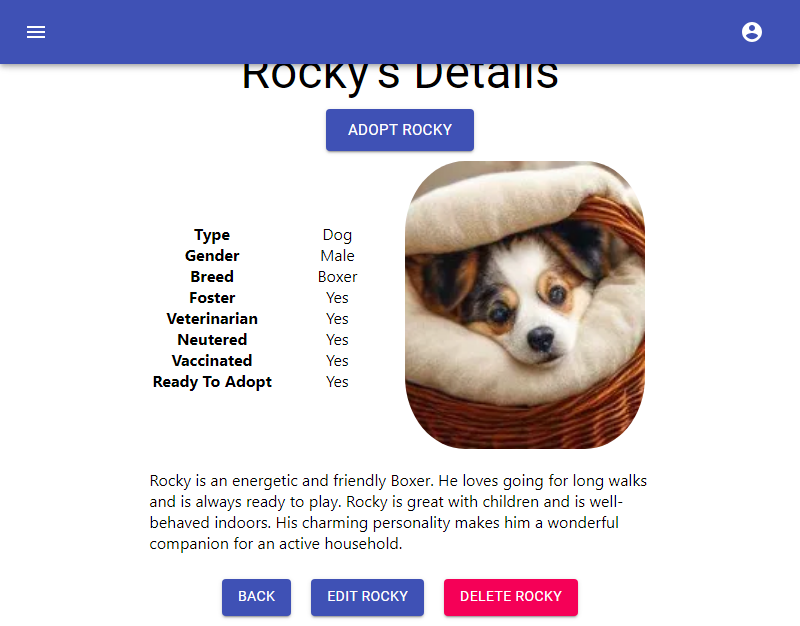 Rocky's Details
ADOPT ROCKY
Type Dog
Gender Male
Breed Boxer
Foster Yes
Veterinarian Yes
Neutered Yes
Vaccinated Yes
Ready To Adopt Yes
Rocky is an energetic and friendly Boxer. He loves going for long walks
and is always ready to play. Rocky is great with children and is well-
behaved indoors. His charming personality makes him a wonderful
companion for an active household.
BACK EDIT ROCKY DELETE ROCKY